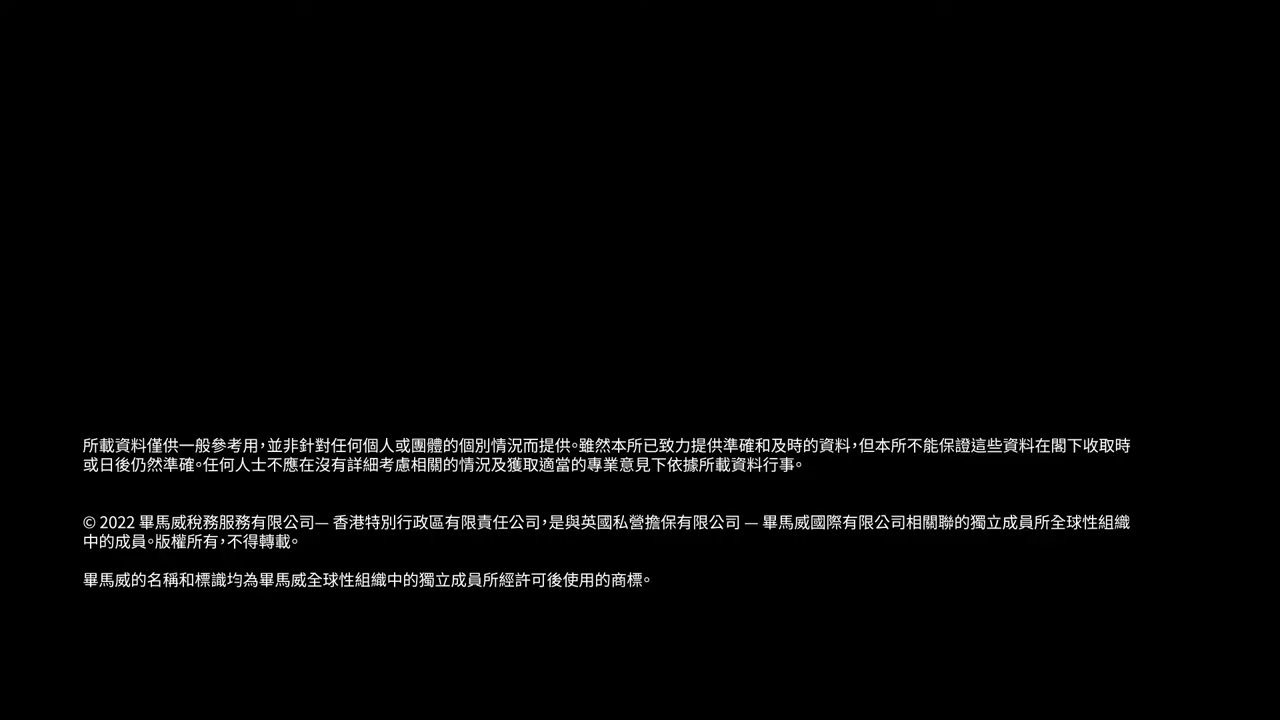 所載資料僅供一般參考用，並非針對任何個人或團體的個別情況而提供。雖然本所已致力提供準確和及時的資料，但本所不能保證這些資料在閣下收取時
或日後仍然準確。任何人士不應在沒有詳細考慮相關的情況及獲取適當的專業意見下依據所載資料行事。
© 2022 畢馬威稅務服務有限公司— 香港特別行政區有限責任公司，是與英國私營擔保有限公司 — 畢馬威國際有限公司相關聯的獨立成員所全球性組織
中的成員。版權所有，不得轉載。
畢馬威的名稱和標識均為畢馬威全球性組織中的獨立成員所經許可後使用的商標。